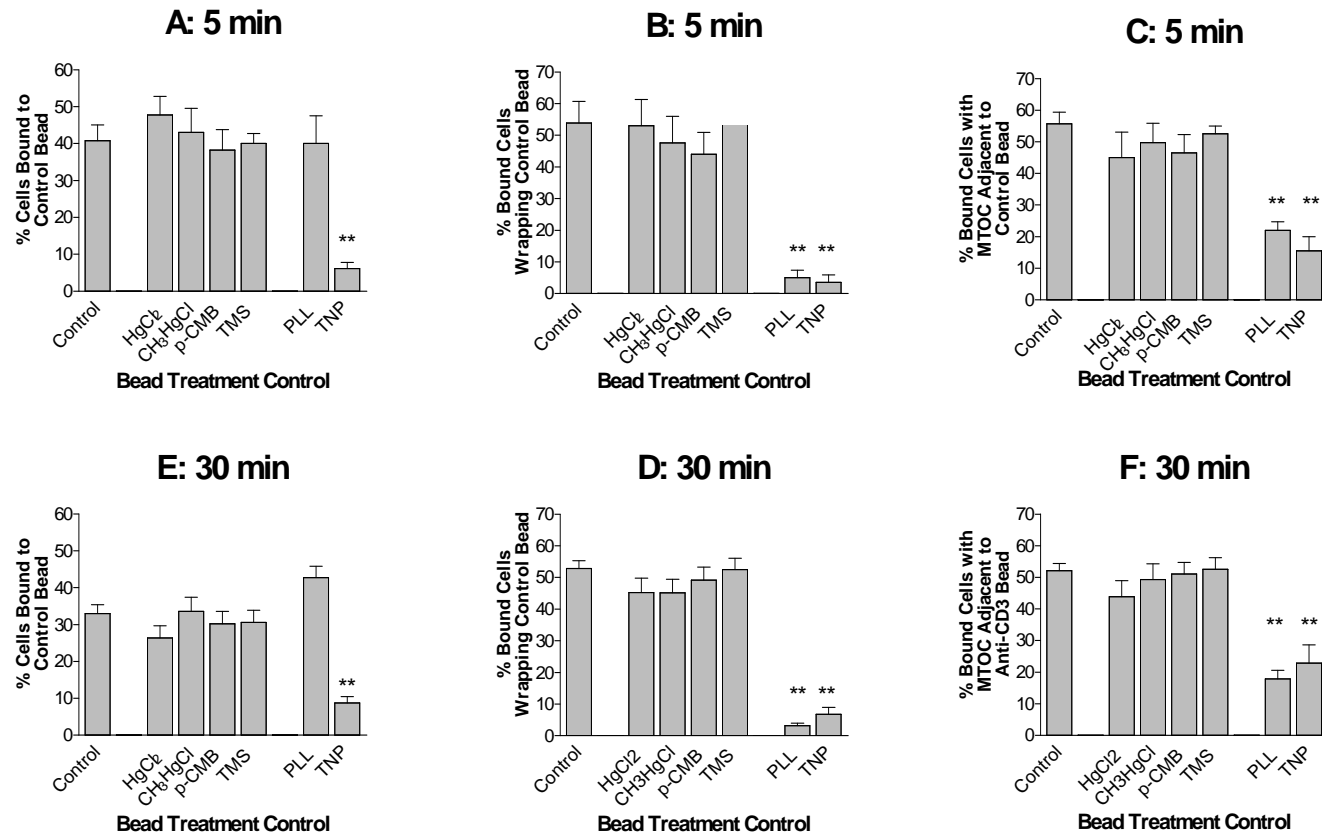 A: 5 min
% Cells Bound to
Control Bead
60
50
40
30
20
10
0
**
Control
HgCl2
CH3HgCl
p-CMB
TMS
PLL
TNP
Bead Treatment Control
B: 5 min
% Bound Cells
Wrapping Control Bead
70
60
50
40
30
20
10
0
** **
Control
HgCl2
CH3HgCl
p-CMB
TMS
PLL
TNP
Bead Treatment Control
C: 5 min
% Bound Cells with
MTOC Adjacent to
Control Bead
70
60
50
40
30
20
10
0
** **
Control
HgCl2
CH3HgCl
p-CMB
TMS
PLL
TNP
Bead Treatment Control
E: 30 min
% Cells Bound to
Control Bead
60
50
40
30
20
10
0
**
Control
HgCl2
CH3HgCl
p-CMB
TMS
PLL
TNP
Bead Treatment Control
D: 30 min
% Bound Cells
Wrapping Control Bead
70
60
50
40
30
20
10
0
** **
Control
HgCl2
CH3HgCl
p-CMB
TMS
PLL
TNP
Bead Treatment Control
F: 30 min
% Bound Cells with
MTOC Adjacent to
Anti-CD3 Bead
70
60
50
40
30
20
10
0
** **
Control
HgCl2
CH3HgCl
p-CMB
TMS
PLL
TNP
Bead Treatment Control